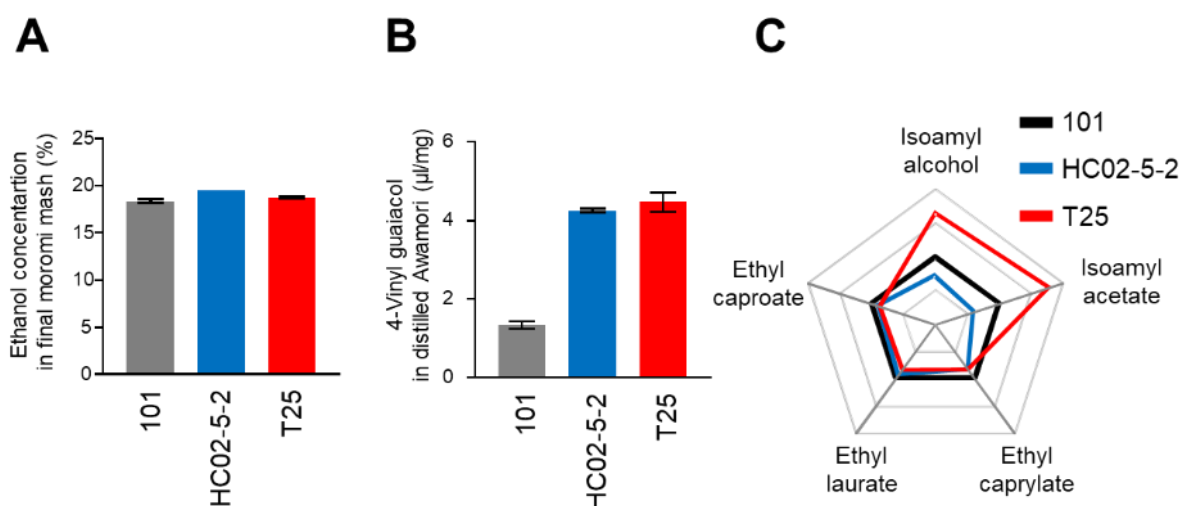 A
Ethanol concentartion
in final moromi mash (%)
25
20
15
10
5
0
101
HC02-5-2
T25
B
4-Vinyl guaiacol
in distilled Awamori (μl/mg)
6
4
2
0
101
HC02-5-2
T25
C
101
HC02-5-2
T25
Isoamyl
alcohol
Isoamyl
acetate
Ethyl
caprylate
Ethyl
laurate
Ethyl
caproate